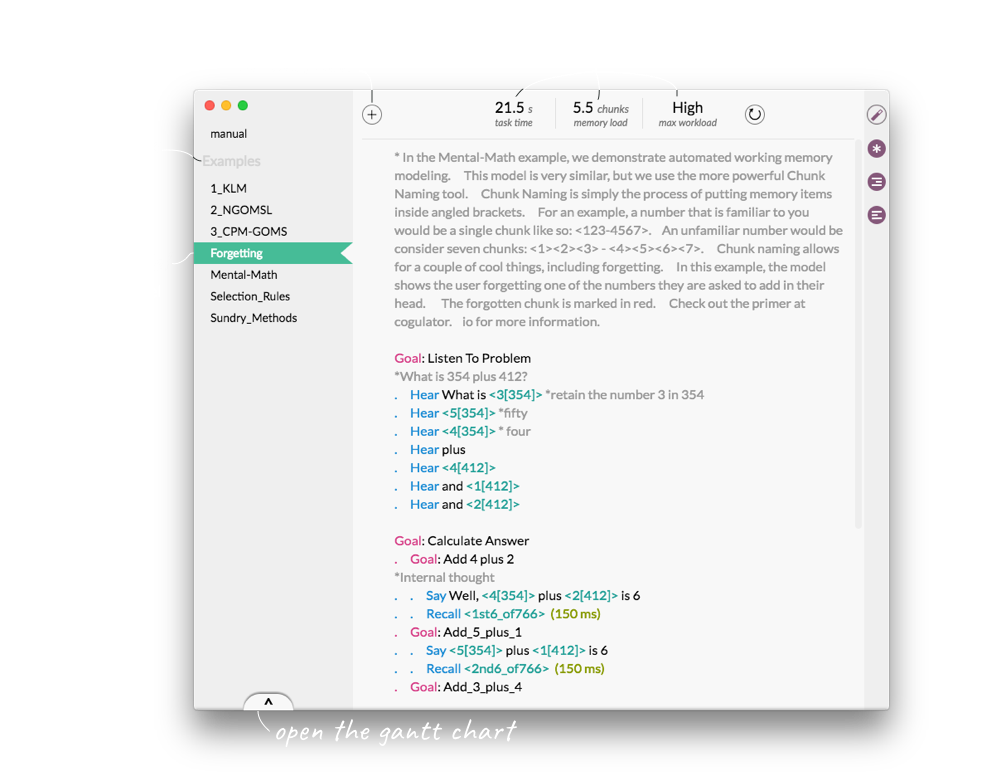 21.5 s
task time
5.5 chunks
memory load
High
max workload
manual
Examples
1_KLM
2_NGOMSL
3_CPM-GOMS
Forgetting
Mental-Math
Selection_Rules
Sundry_Methods
* In the Mental-Math example, we demonstrate automated working memory
modeling. This model is very similar, but we use the more powerful Chunk
Naming tool. Chunk Naming is simply the process of putting memory items
inside angled brackets. For an example, a number that is familiar to you
would be a single chunk like so: <123-4567>. An unfamiliar number would be
consider seven chunks: <1><2><3> - <4><5><6><7>. Chunk naming allows
for a couple of cool things, including forgetting. In this example, the model
shows the user forgetting one of the numbers they are asked to add in their
head. The forgotten chunk is marked in red. Check out the primer at
cogulator. io for more information.
Goal: Listen To Problem
*What is 354 plus 412?
. Hear What is <3[354]> *retain the number 3 in 354
. Hear <5[354]> *fifty
. Hear <4[354]> * four
. Hear plus
. Hear <4[412]>
. Hear and <1[412]>
. Hear and <2[412]>
Goal: Calculate Answer
. Goal: Add 4 plus 2
*Internal thought
. . Say Well, <4[354]> plus <2[412]> is 6
. . Recall <1st6_of766> (150 ms)
. Goal: Add_5_plus_1
. . Say <5[354]> plus <1[412]> is 6
. . Recall <2nd6_of766> (150 ms)
. Goal: Add_3_plus_4
open the gantt chart